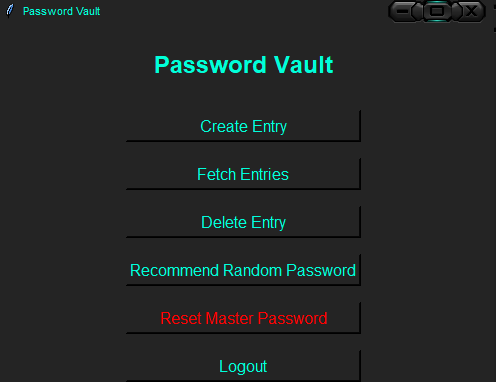 Password Vault
Password Vault
Create Entry
Fetch Entries
Delete Entry
Recommend Random Password
Reset Master Password
Logout